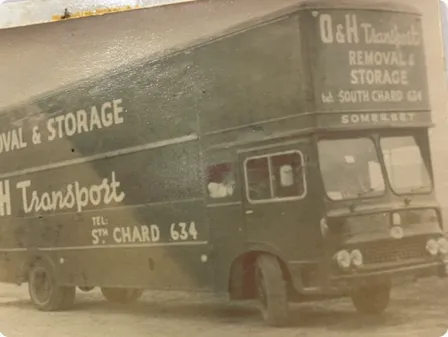 OVAL & STORAGE
H Transport
TEL:
STH CHARD 634
O & H Transport
REMOVAL &
STORAGE
tel. SOUTH CHARD 634
SOMERSET